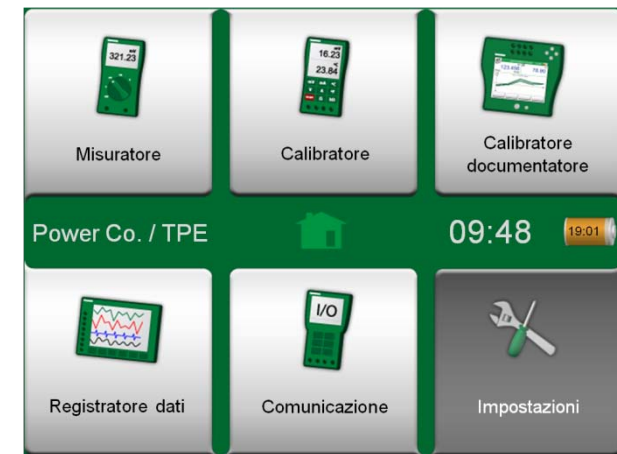 321.23
16.23
23.84
Misuratore
Calibratore
Calibratore
documentatore
Power Co. / TPE
09:48
19:01
I/O
Registratore dati
Comunicazione
Impostazioni